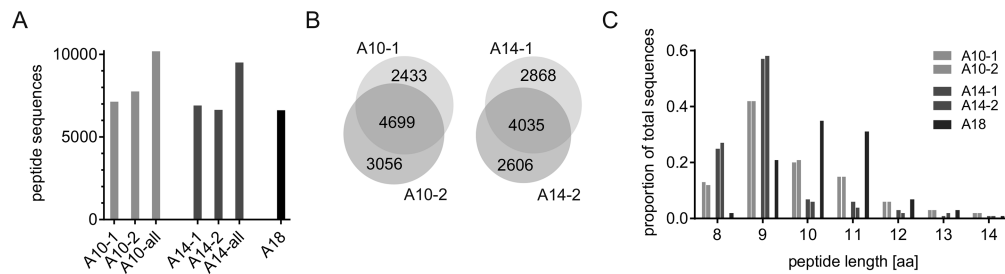 A
peptide sequences
10000
5000
0
A10-1
A10-2
A10-all
A14-1
A14-2
A14-all
A18
B
A10-1
2433
4699
3056
A10-2
A14-1
2868
4035
2606
A14-2
C
proportion of total sequences
0.6
0.4
0.2
0.0
8 9 10 11 12 13 14
peptide length [aa]
A10-1
A10-2
A14-1
A14-2
A18